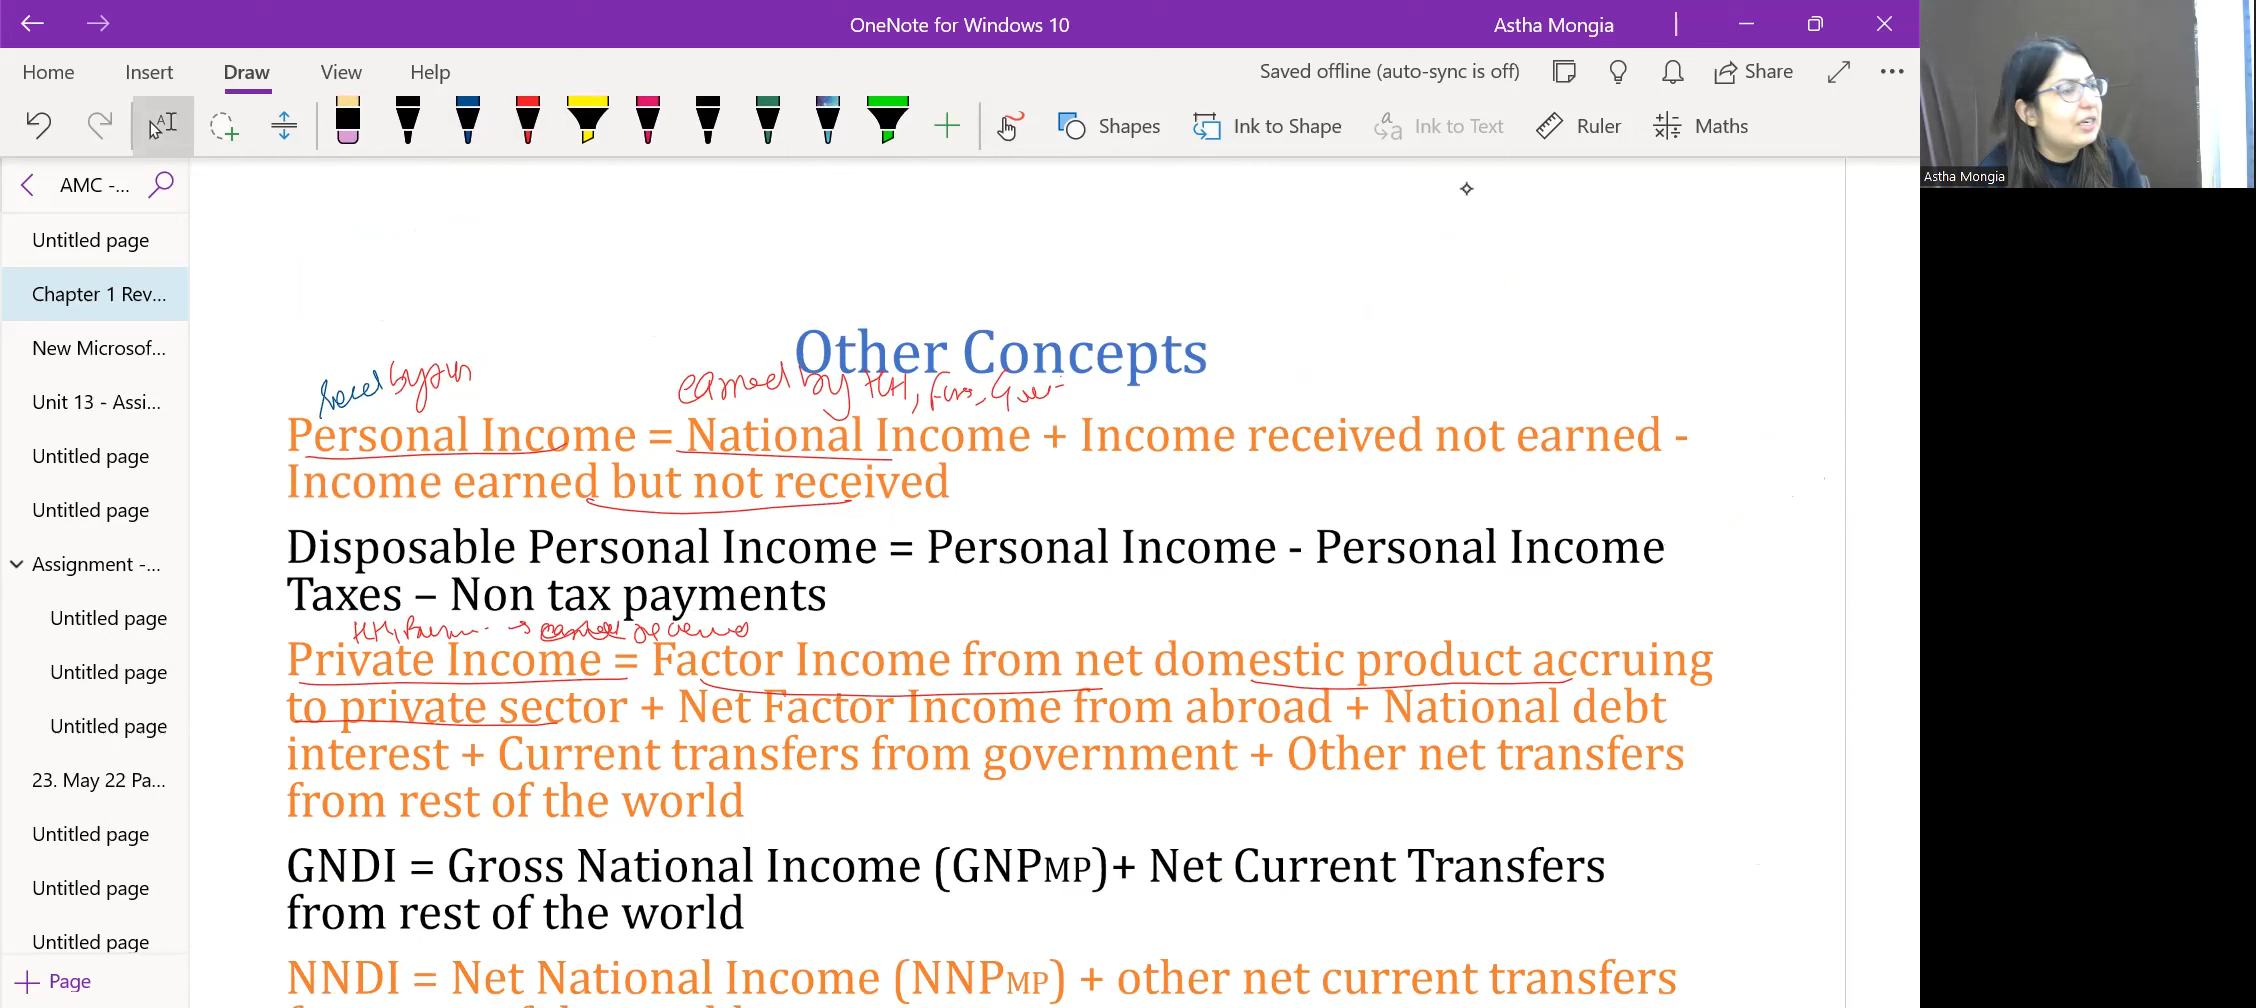 OneNote for Windows 10
Astha Mongia
Home Insert Draw View Help
Saved offline (auto-sync is off)
Share
Shapes
Ink to Shape
Ink to Text
Ruler
Maths
Astha Mongia
AMC -...
Untitled page
Chapter 1 Rev...
New Microsof...
Unit 13 - Assi...
Untitled page
Untitled page
Assignment -...
Untitled page
Untitled page
Untitled page
23. May 22 Pa...
Untitled page
Untitled page
Untitled page
Page
Other Concepts
earned by HH,
Personal Income = National Income + Income received not earned -
Income earned but not received
Disposable Personal Income = Personal Income - Personal Income
Taxes – Non tax payments
Private Income = Factor Income from net domestic product accruing
to private sector + Net Factor Income from abroad + National debt
interest + Current transfers from government + Other net transfers
from rest of the world
GNDI = Gross National Income (GNPMP)+ Net Current Transfers
from rest of the world
NNDI = Net National Income (NNPMP) + other net current transfers